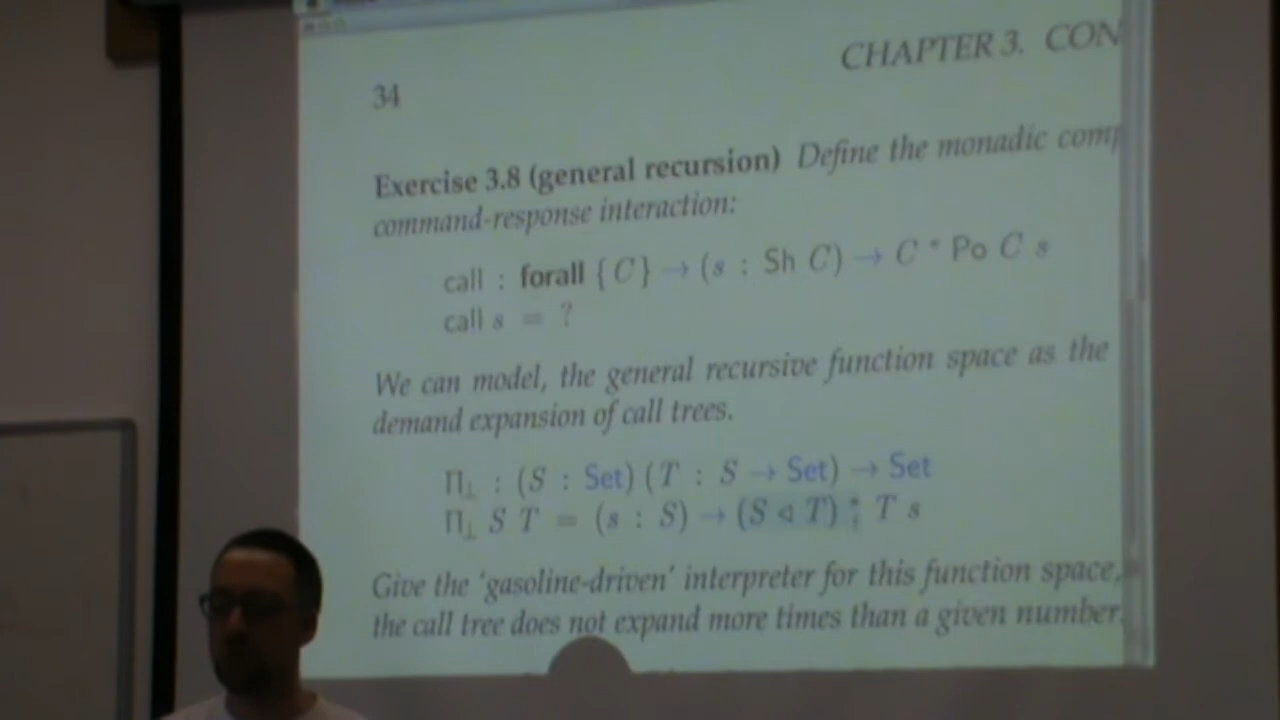 CHAPTER 3. CON
34
Exercise 3.8 (general recursion) Define the monadic comp
command-response interaction:
call : forall {C} → (s : Sh C) → C * Po C s
call s = ?
We can model, the general recursive function space as the
demand expansion of call trees.
Π⊥ : (S : Set) (T : S → Set) → Set
Π⊥ S T = (s : S) → (S ◁ T) * T s
Give the 'gasoline-driven' interpreter for this function space,
the call tree does not expand more times than a given number.